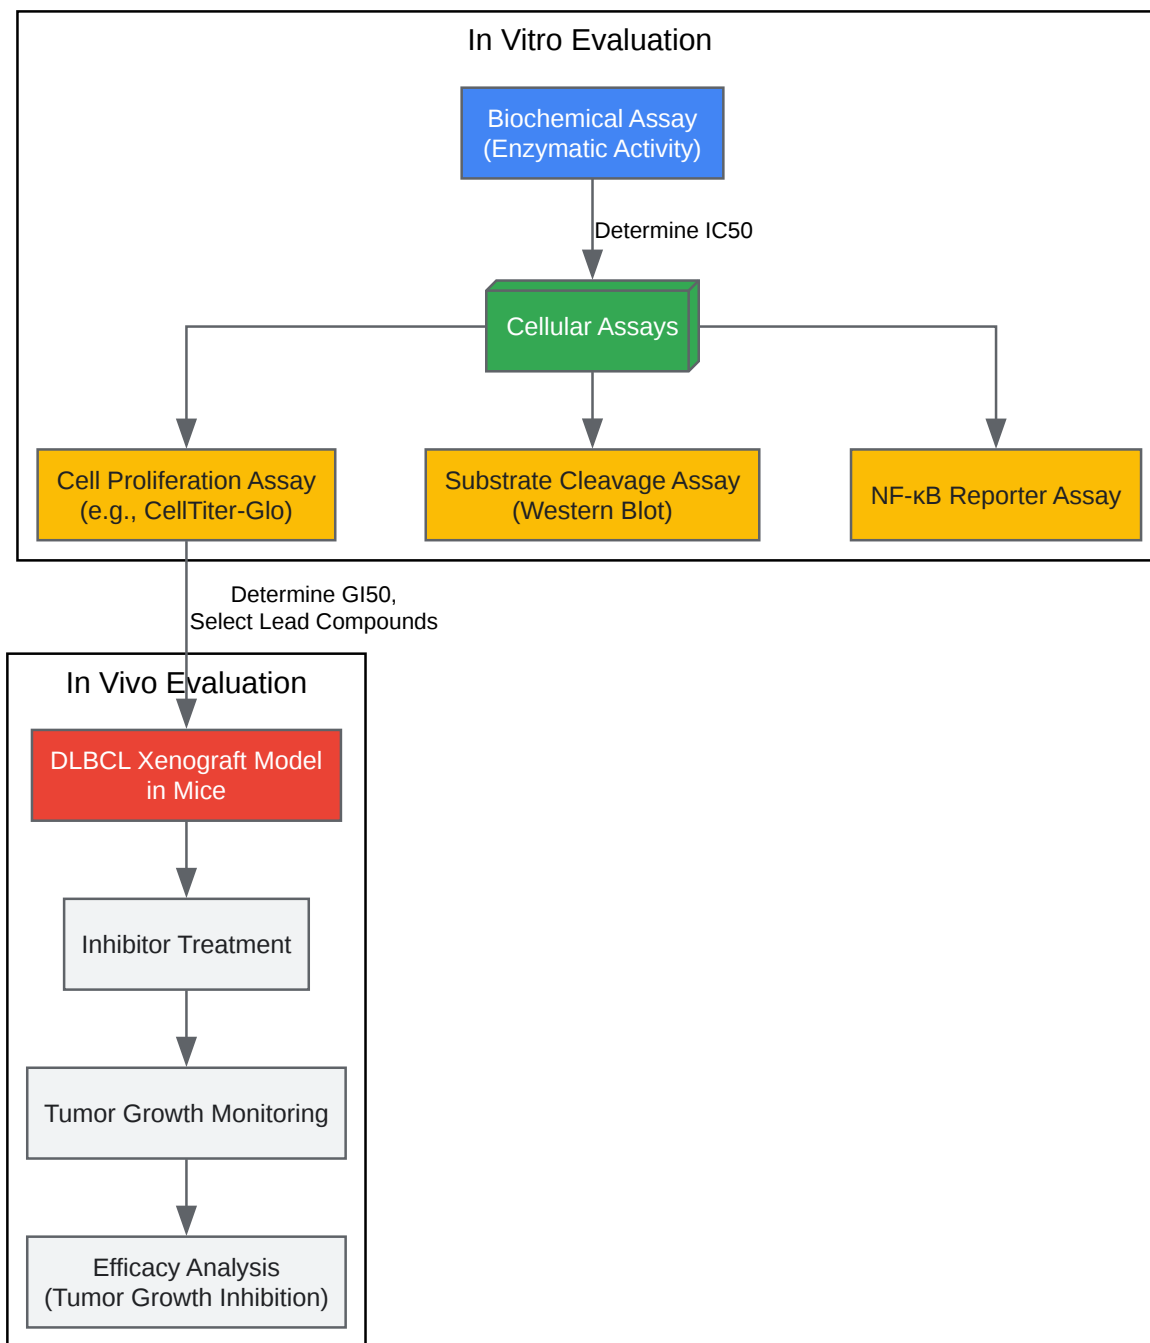 In Vitro Evaluation
Biochemical Assay
(Enzymatic Activity)
Determine IC50
Cellular Assays
Cell Proliferation Assay
(e.g., CellTiter-Glo)
Substrate Cleavage Assay
(Western Blot)
NF-κB Reporter Assay
Determine GI50,
Select Lead Compounds
In Vivo Evaluation
DLBCL Xenograft Model
in Mice
Inhibitor Treatment
Tumor Growth Monitoring
Efficacy Analysis
(Tumor Growth Inhibition)